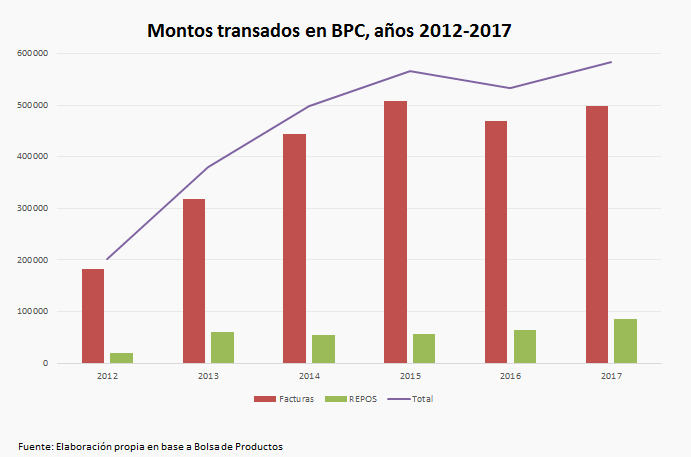 Montos transados en BPC, años 2012-2017
600000
500000
400000
300000
200000
100000
0
2012 2013 2014 2015 2016 2017
Facturas REPOS Total
Fuente: Elaboración propia en base a Bolsa de Productos